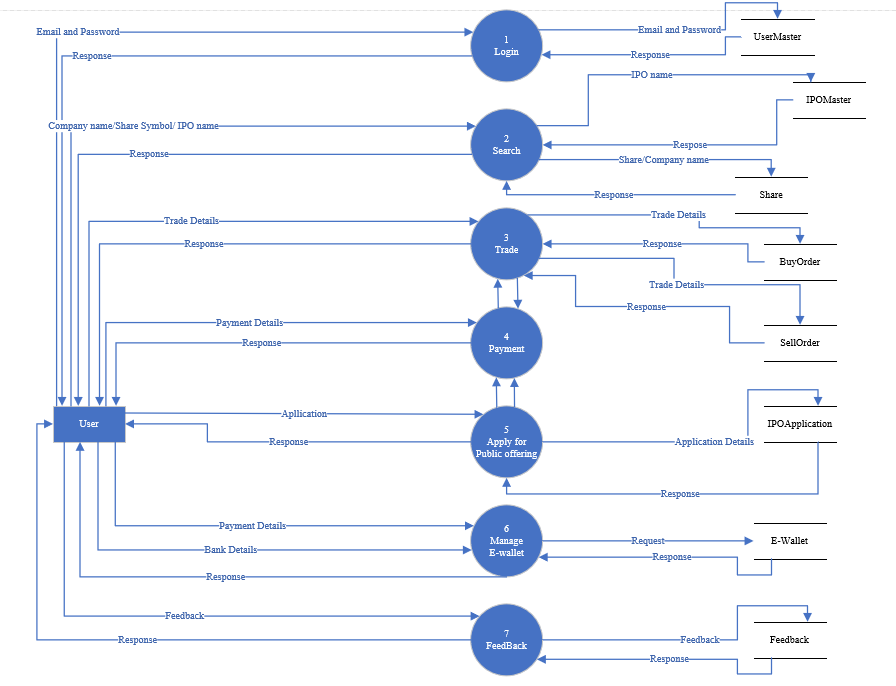 Email and Password
1
Login
Email and Password
UserMaster
Response
Response
IPO name
IPOMaster
Company name/Share Symbol/ IPO name
2
Search
Respose
Response
Share/Company name
Response
Share
Trade Details
3
Trade
Trade Details
Response
Response
BuyOrder
Trade Details
Response
Payment Details
4
Payment
Response
SellOrder
User
Apllication
5
Apply for
Public offering
IPOApplication
Response
Application Details
Response
Payment Details
6
Manage
E-wallet
Request
E-Wallet
Bank Details
Response
Response
Feedback
7
FeedBack
Response
Feedback
Feedback
Response